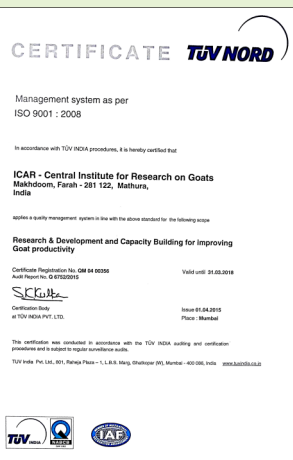 CERTIFICATE
TÜV NORD
Management system as per
ISO 9001 : 2008
In accordance with TÜV INDIA procedures, it is hereby certified that
ICAR - Central Institute for Research on Goats
Makhdoom, Farah - 281 122, Mathura,
India
applies a quality management system in line with the above standard for the following scope
Research & Development and Capacity Building for improving
Goat productivity
Certificate Registration No. QM 04 00356
Audit Report No. Q 6752/2015
Valid until 31.03.2018
Certification Body
at TÜV INDIA PVT. LTD.
Issue 01.04.2015
Place : Mumbai
This certification was conducted in accordance with the TÜV INDIA auditing and certification
procedures and is subject to regular surveillance audits.
TUV India Pvt. Ltd., 801, Raheja Plaza – 1, L.B.S. Marg, Ghatkopar (W), Mumbai - 400 086, India www.tuvindia.co.in
TÜV INDIA
NABCB
IAF